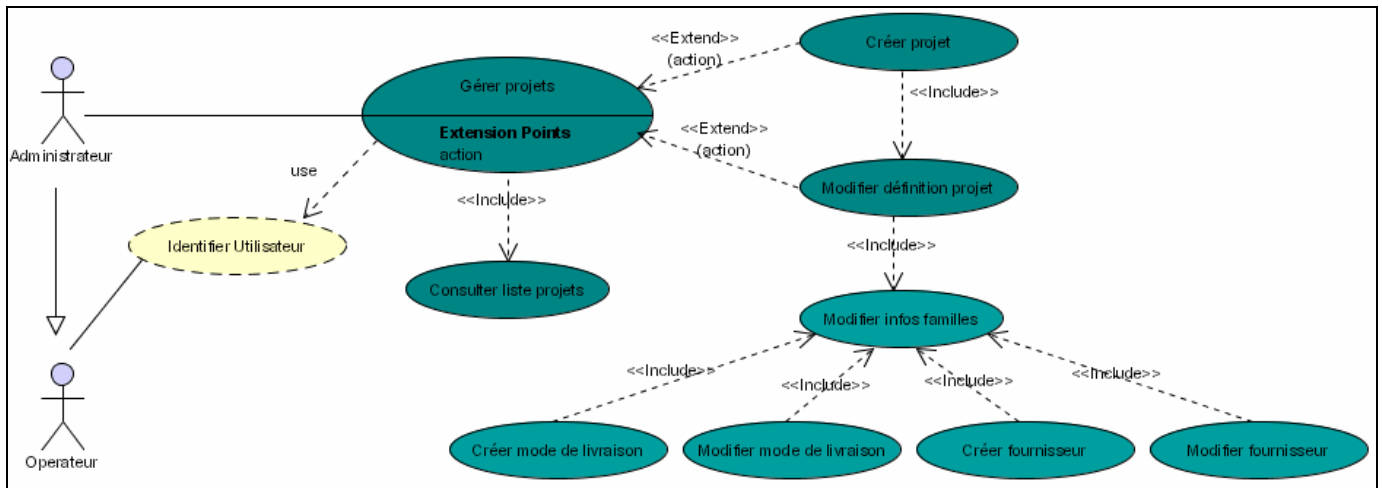 <<Extend>>
(action)
Créer projet
Gérer projets
<<Include>>
Administrateur
Extension Points
action
<<Extend>>
(action)
use
Modifier définition projet
<<Include>>
Identifier Utilisateur
<<Include>>
Consulter liste projets
Modifier infos familles
<<Include>>
<<Include>>
<<Include>>
<<Include>>
Operateur
Créer mode de livraison
Modifier mode de livraison
Créer fournisseur
Modifier fournisseur